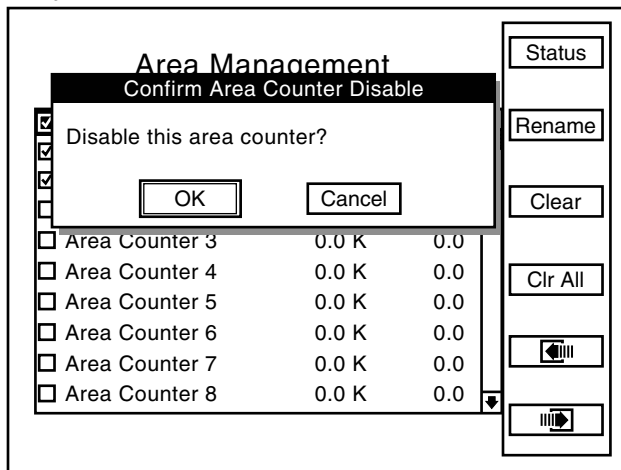 Area Management
Confirm Area Counter Disable
Disable this area counter?
OK Cancel
Area Counter 3 0.0 K 0.0
Area Counter 4 0.0 K 0.0
Area Counter 5 0.0 K 0.0
Area Counter 6 0.0 K 0.0
Area Counter 7 0.0 K 0.0
Area Counter 8 0.0 K 0.0
Status
Rename
Clear
Clr All